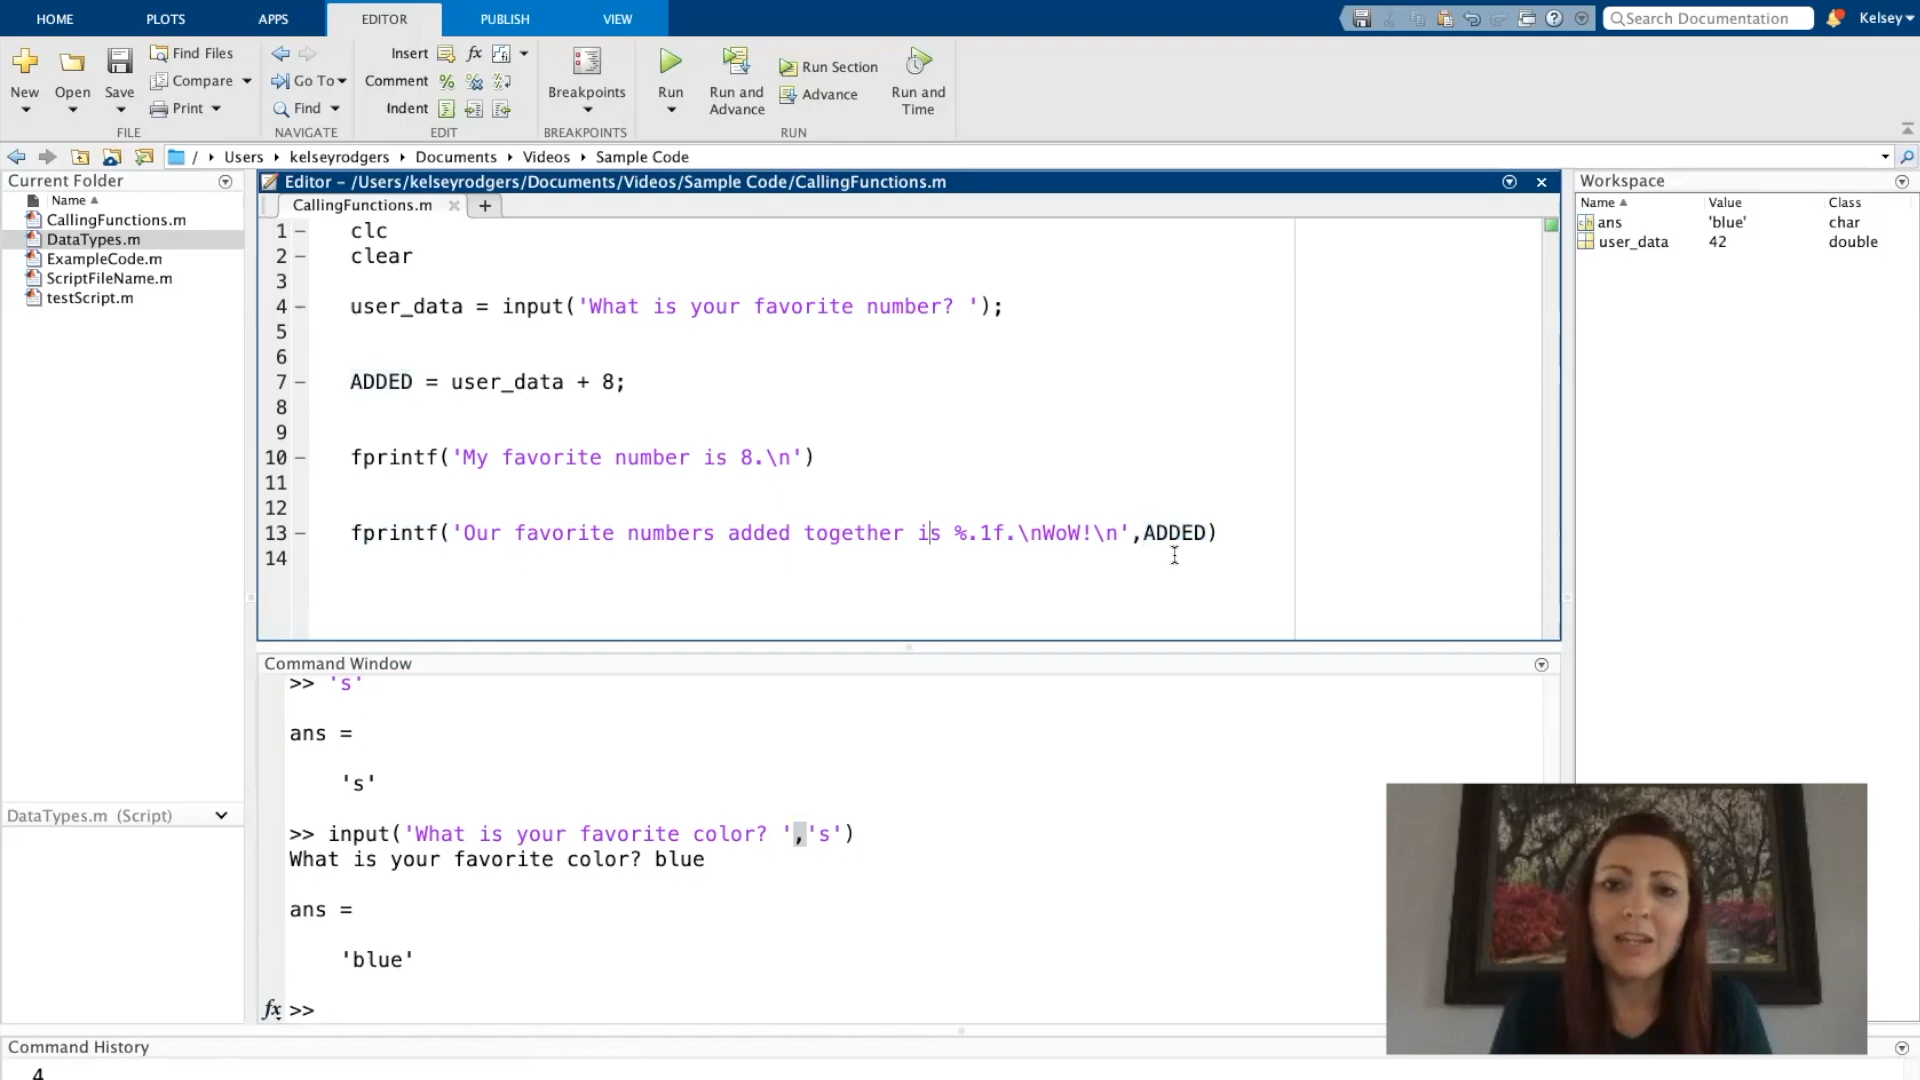 HOME PLOTS APPS EDITOR PUBLISH VIEW
Search Documentation
Kelsey
New
Open
Save
Find Files
Compare
Print
FILE
Go To
Find
NAVIGATE
Insert fx
Comment
Indent
EDIT
Breakpoints
BREAKPOINTS
Run
Run and
Advance
Run Section
Advance
Run and
Time
RUN
/ Users kelseyrodgers Documents Videos Sample Code
Current Folder
Name
CallingFunctions.m
DataTypes.m
ExampleCode.m
ScriptFileName.m
testScript.m
DataTypes.m (Script)
Editor – /Users/kelseyrodgers/Documents/Videos/Sample Code/CallingFunctions.m
CallingFunctions.m × +
1 – clc
2 – clear
3
4 – user_data = input('What is your favorite number? ');
5
6
7 – ADDED = user_data + 8;
8
9
10 – fprintf('My favorite number is 8.\n')
11
12
13 – fprintf('Our favorite numbers added together is %.1f.\nWoW!\n',ADDED)
14
Workspace
Name Value Class
ans 'blue' char
user_data 42 double
Command Window
>> 's'
ans =
's'
>> input('What is your favorite color? ','s')
What is your favorite color? blue
ans =
'blue'
fx >>
Command History
4